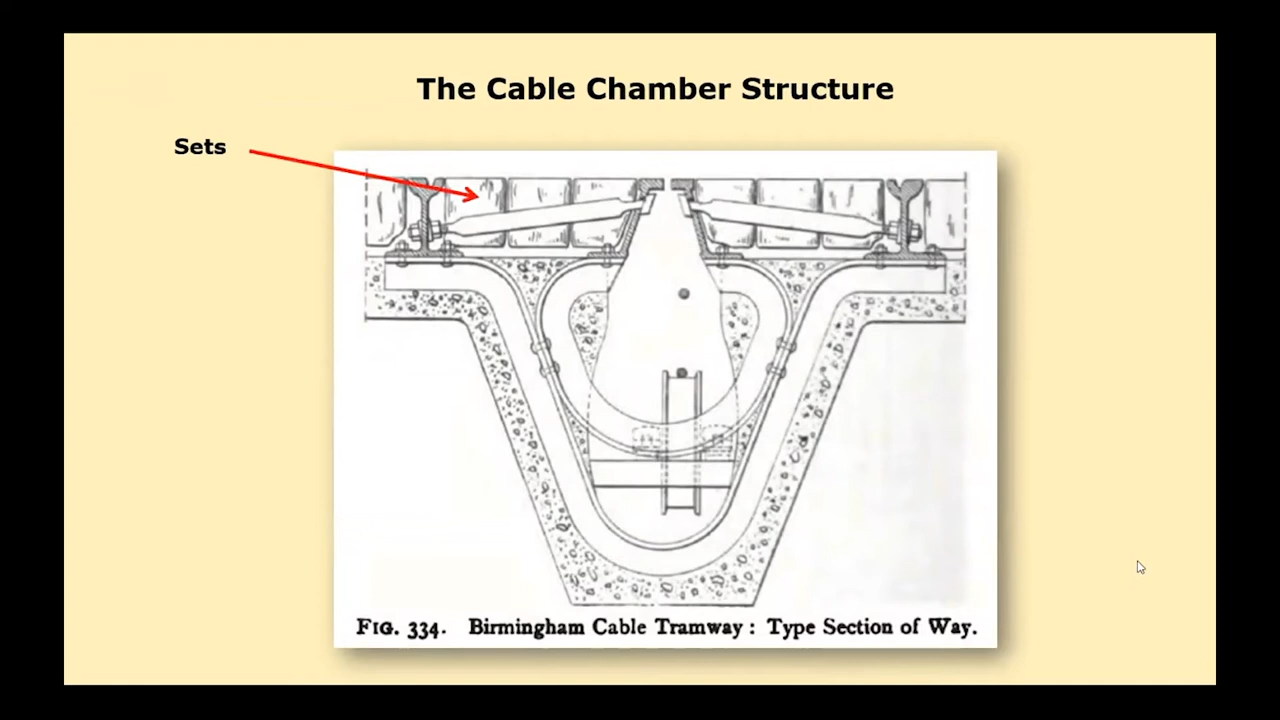 The Cable Chamber Structure
Sets
FIG. 334. Birmingham Cable Tramway : Type Section of Way.